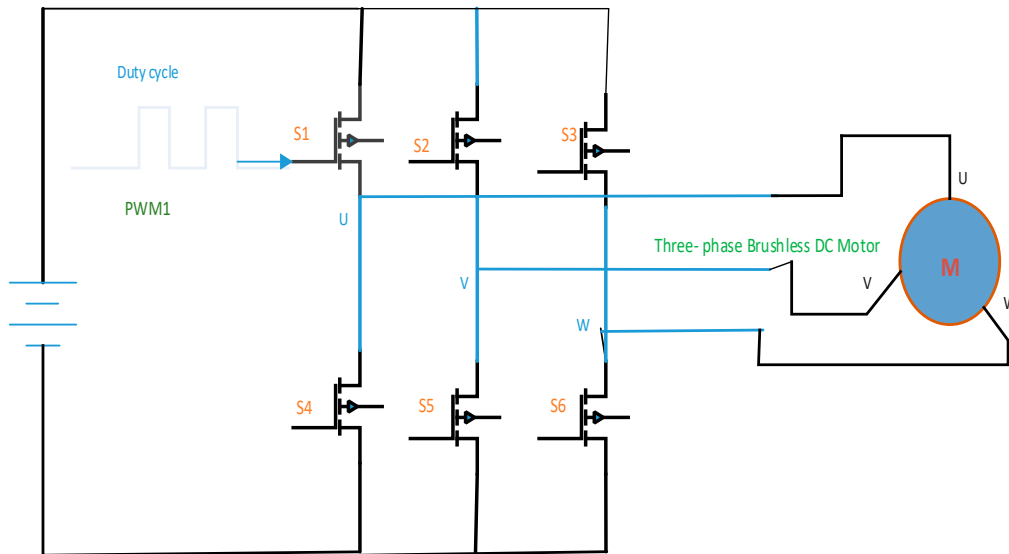 Duty cycle
S1
S2
S3
PWM1
U
U
Three- phase Brushless DC Motor
M
V
V
W
S4
S5
S6